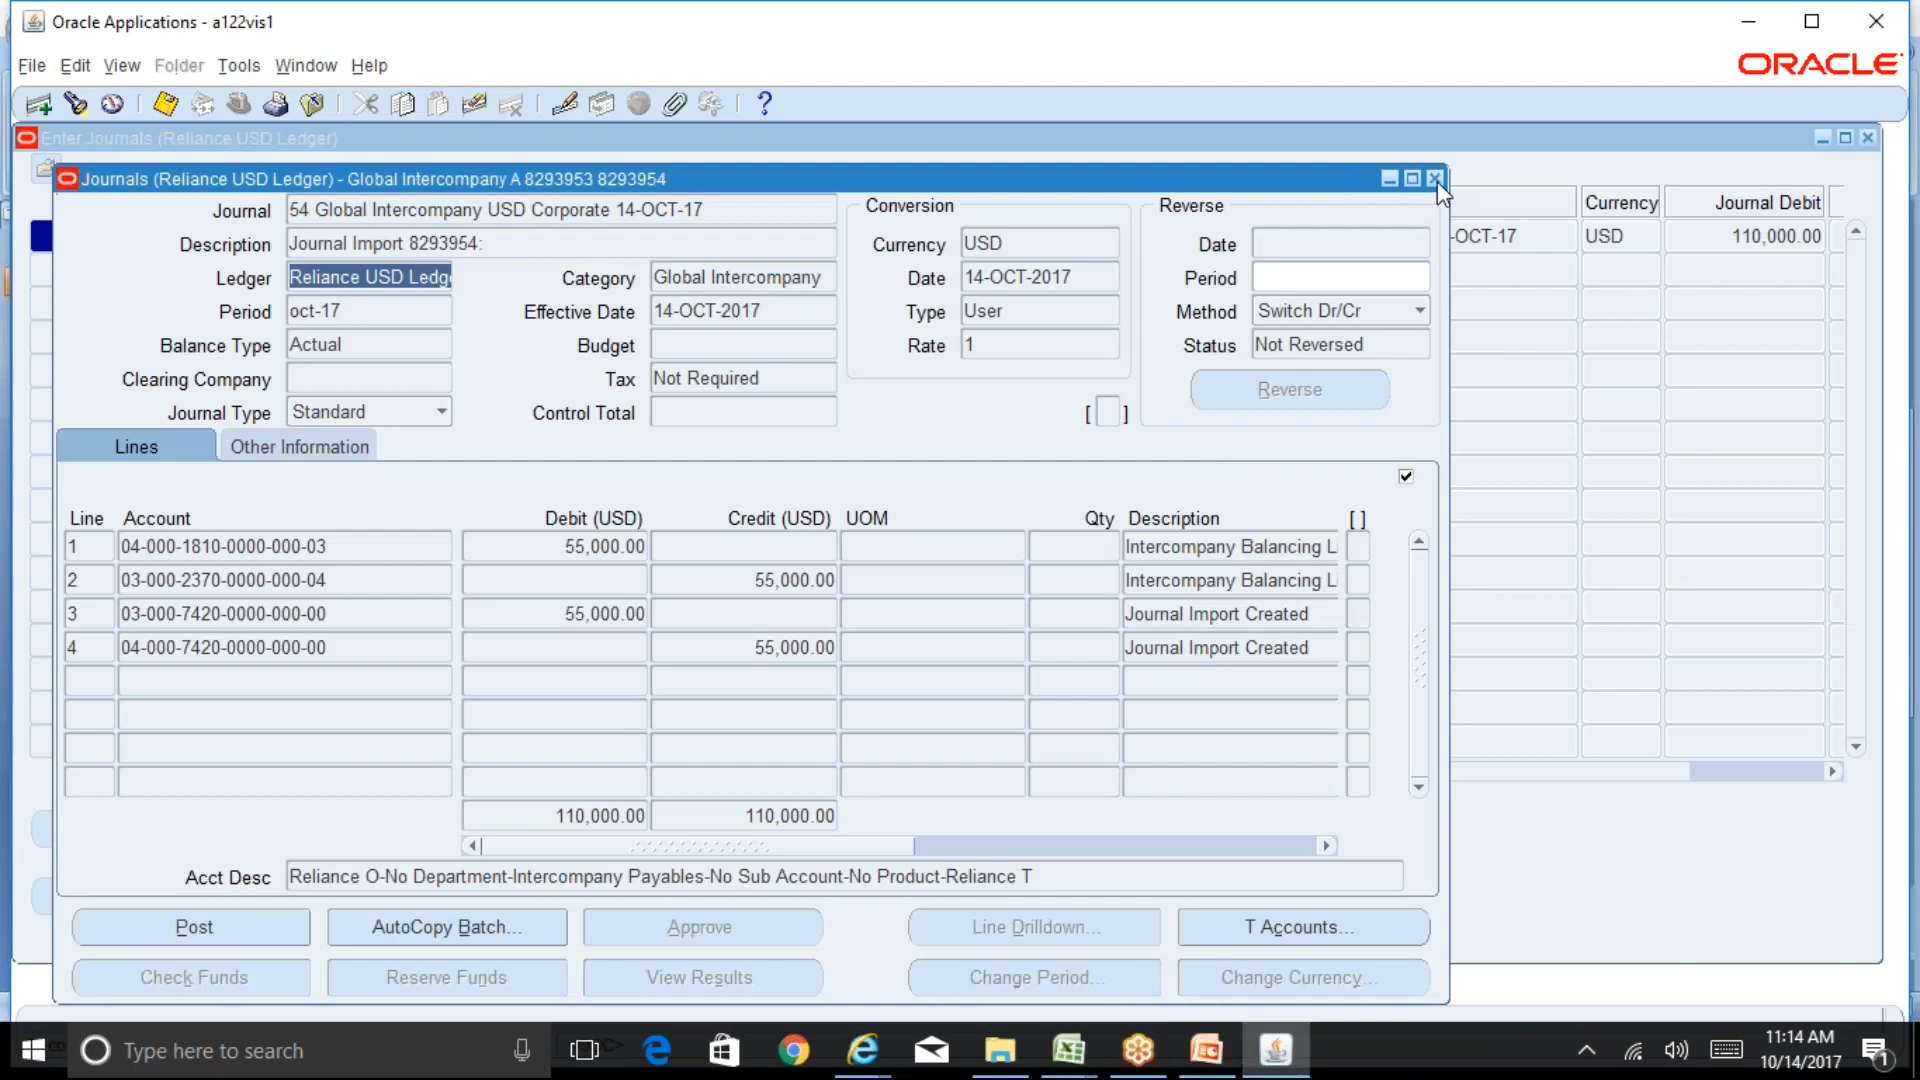 Oracle Applications - a122vis1
File Edit View Folder Tools Window Help
ORACLE
Enter Journals (Reliance USD Ledger)
Journals (Reliance USD Ledger) - Global Intercompany A 8293953 8293954
Journal 54 Global Intercompany USD Corporate 14-OCT-17
Description Journal Import 8293954:
Ledger Reliance USD Ledge
Category Global Intercompany
Period oct-17
Effective Date 14-OCT-2017
Balance Type Actual
Budget
Clearing Company
Tax Not Required
Journal Type Standard
Control Total
[ ]
Conversion
Currency USD
Date 14-OCT-2017
Type User
Rate 1
Reverse
Date
Period
Method Switch Dr/Cr
Status Not Reversed
Reverse
Currency Journal Debit
-OCT-17 USD 110,000.00
Lines Other Information
Line Account Debit (USD) Credit (USD) UOM Qty Description [ ]
1 04-000-1810-0000-000-03 55,000.00 Intercompany Balancing Li
2 03-000-2370-0000-000-04 55,000.00 Intercompany Balancing Li
3 03-000-7420-0000-000-00 55,000.00 Journal Import Created
4 04-000-7420-0000-000-00 55,000.00 Journal Import Created
110,000.00 110,000.00
Acct Desc Reliance O-No Department-Intercompany Payables-No Sub Account-No Product-Reliance T
Post AutoCopy Batch... Approve Line Drilldown... T Accounts...
Check Funds Reserve Funds View Results Change Period... Change Currency...
Type here to search
11:14 AM
10/14/2017
1